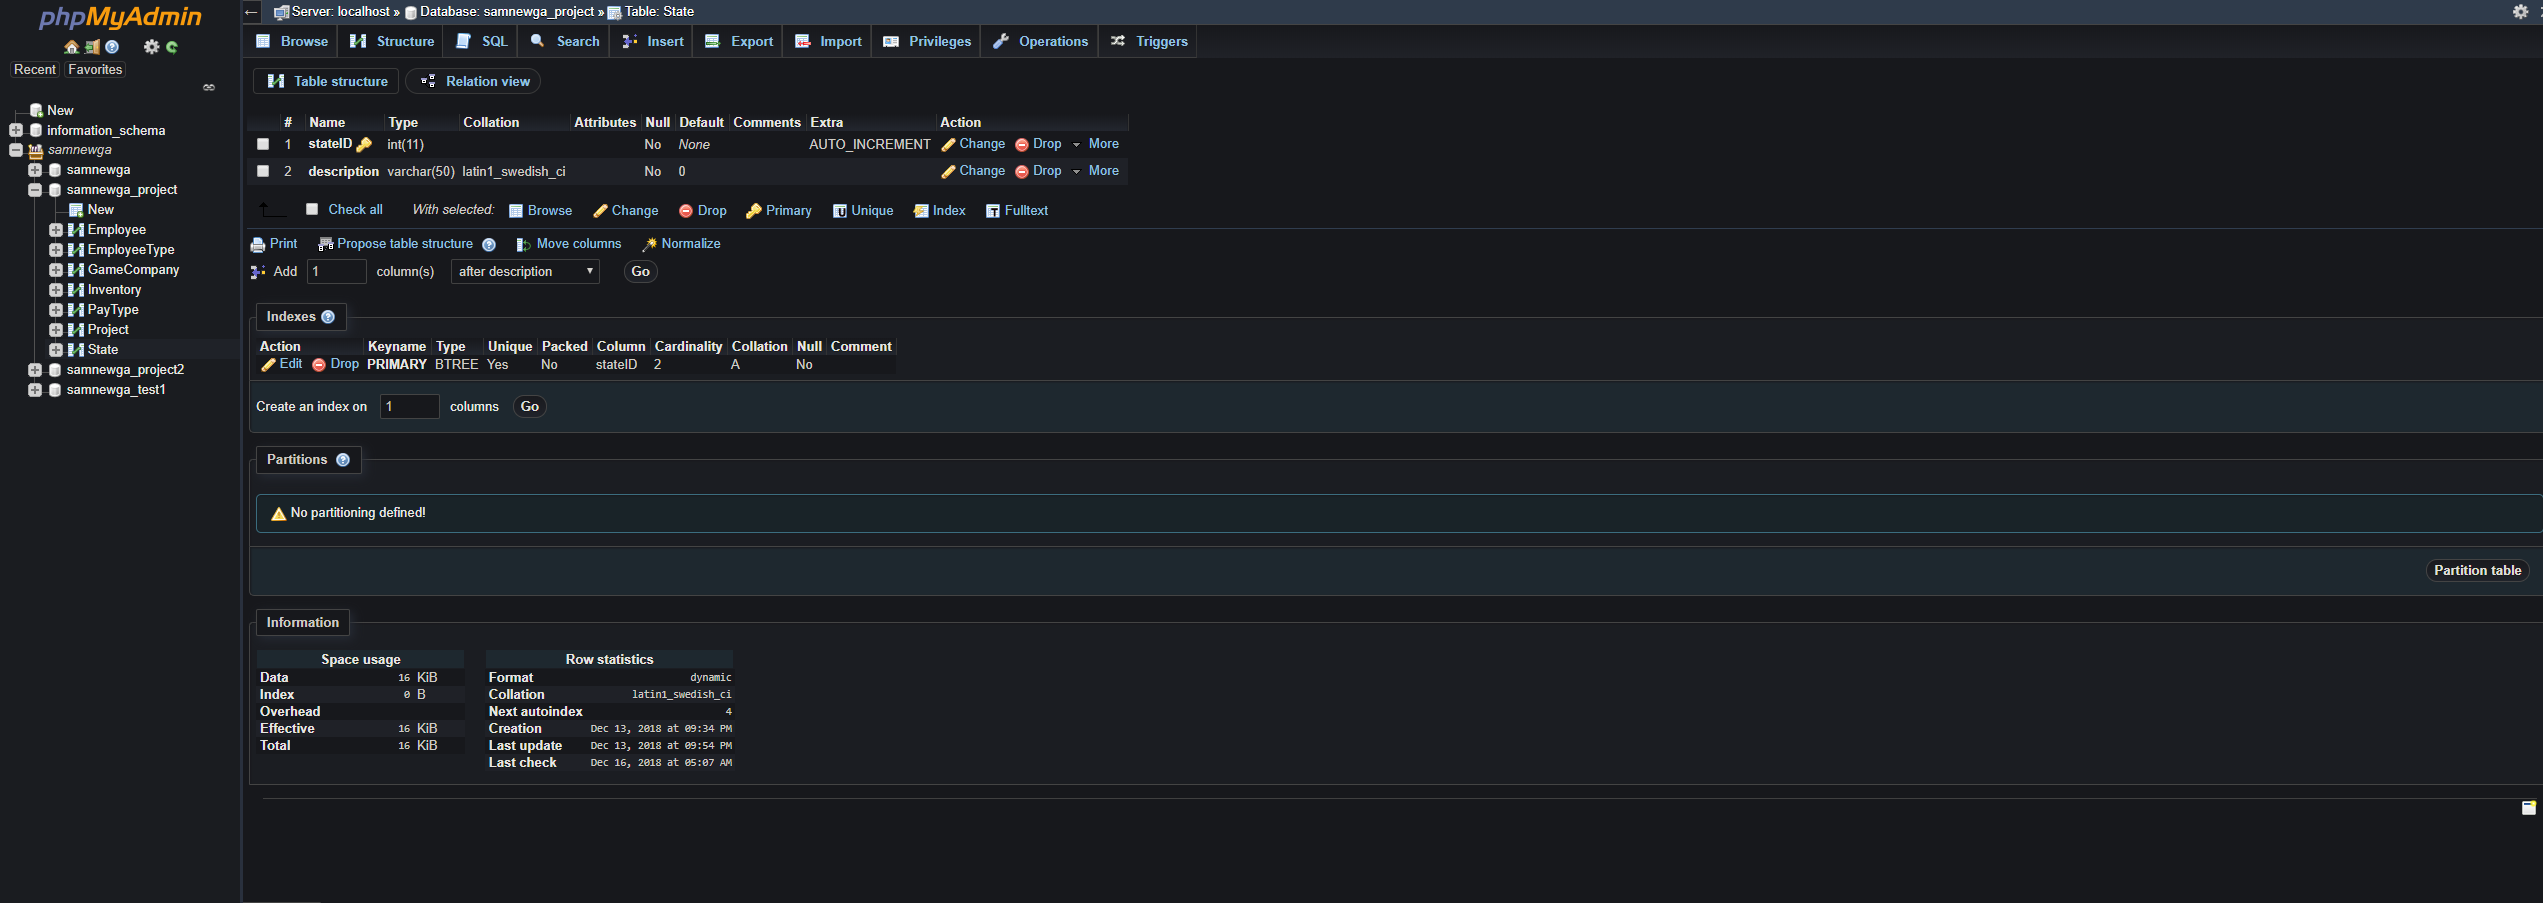 phpMyAdmin
Recent Favorites
New
information_schema
samnewga
samnewga
samnewga_project
New
Employee
EmployeeType
GameCompany
Inventory
PayType
Project
State
samnewga_project2
samnewga_test1
Server: localhost » Database: samnewga_project » Table: State
Browse Structure SQL Search Insert Export Import Privileges Operations Triggers
Table structure Relation view
# Name Type Collation Attributes Null Default Comments Extra Action
1 stateID int(11) No None AUTO_INCREMENT Change Drop More
2 description varchar(50) latin1_swedish_ci No 0 Change Drop More
Check all With selected: Browse Change Drop Primary Unique Index Fulltext
Print Propose table structure Move columns Normalize
Add 1 column(s) after description Go
Indexes
Action Keyname Type Unique Packed Column Cardinality Collation Null Comment
Edit Drop PRIMARY BTREE Yes No stateID 2 A No
Create an index on 1 columns Go
Partitions
No partitioning defined!
Partition table
Information
Space usage
Data 16 KiB
Index 0 B
Overhead
Effective 16 KiB
Total 16 KiB
Row statistics
Format dynamic
Collation latin1_swedish_ci
Next autoindex 4
Creation Dec 13, 2018 at 09:34 PM
Last update Dec 13, 2018 at 09:54 PM
Last check Dec 16, 2018 at 05:07 AM